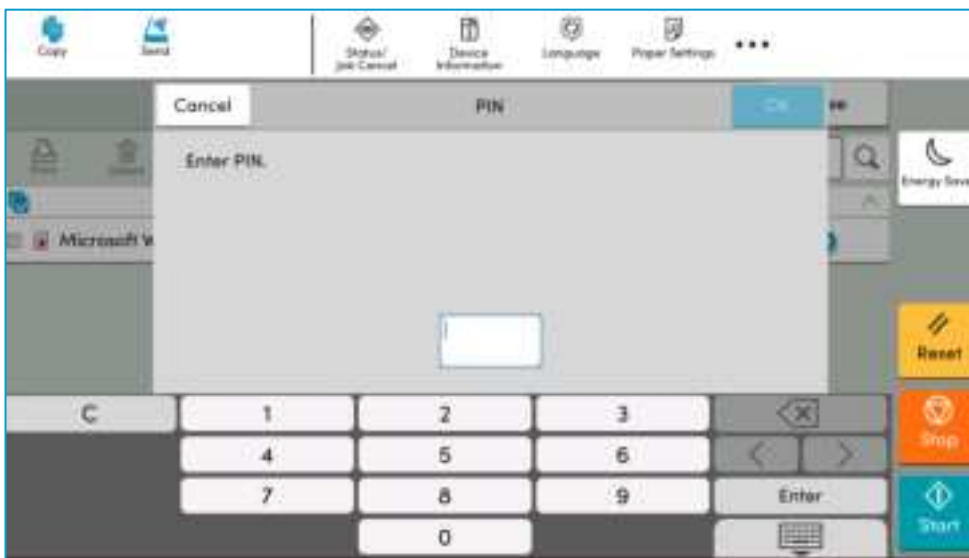 Copy
Send
Status/
Job Cancel
Device
Information
Language
Paper Settings
Cancel
PIN
OK
Enter PIN.
Energy Save
Microsoft W
Reset
C
1
2
3
Stop
4
5
6
7
8
9
Enter
Start
0